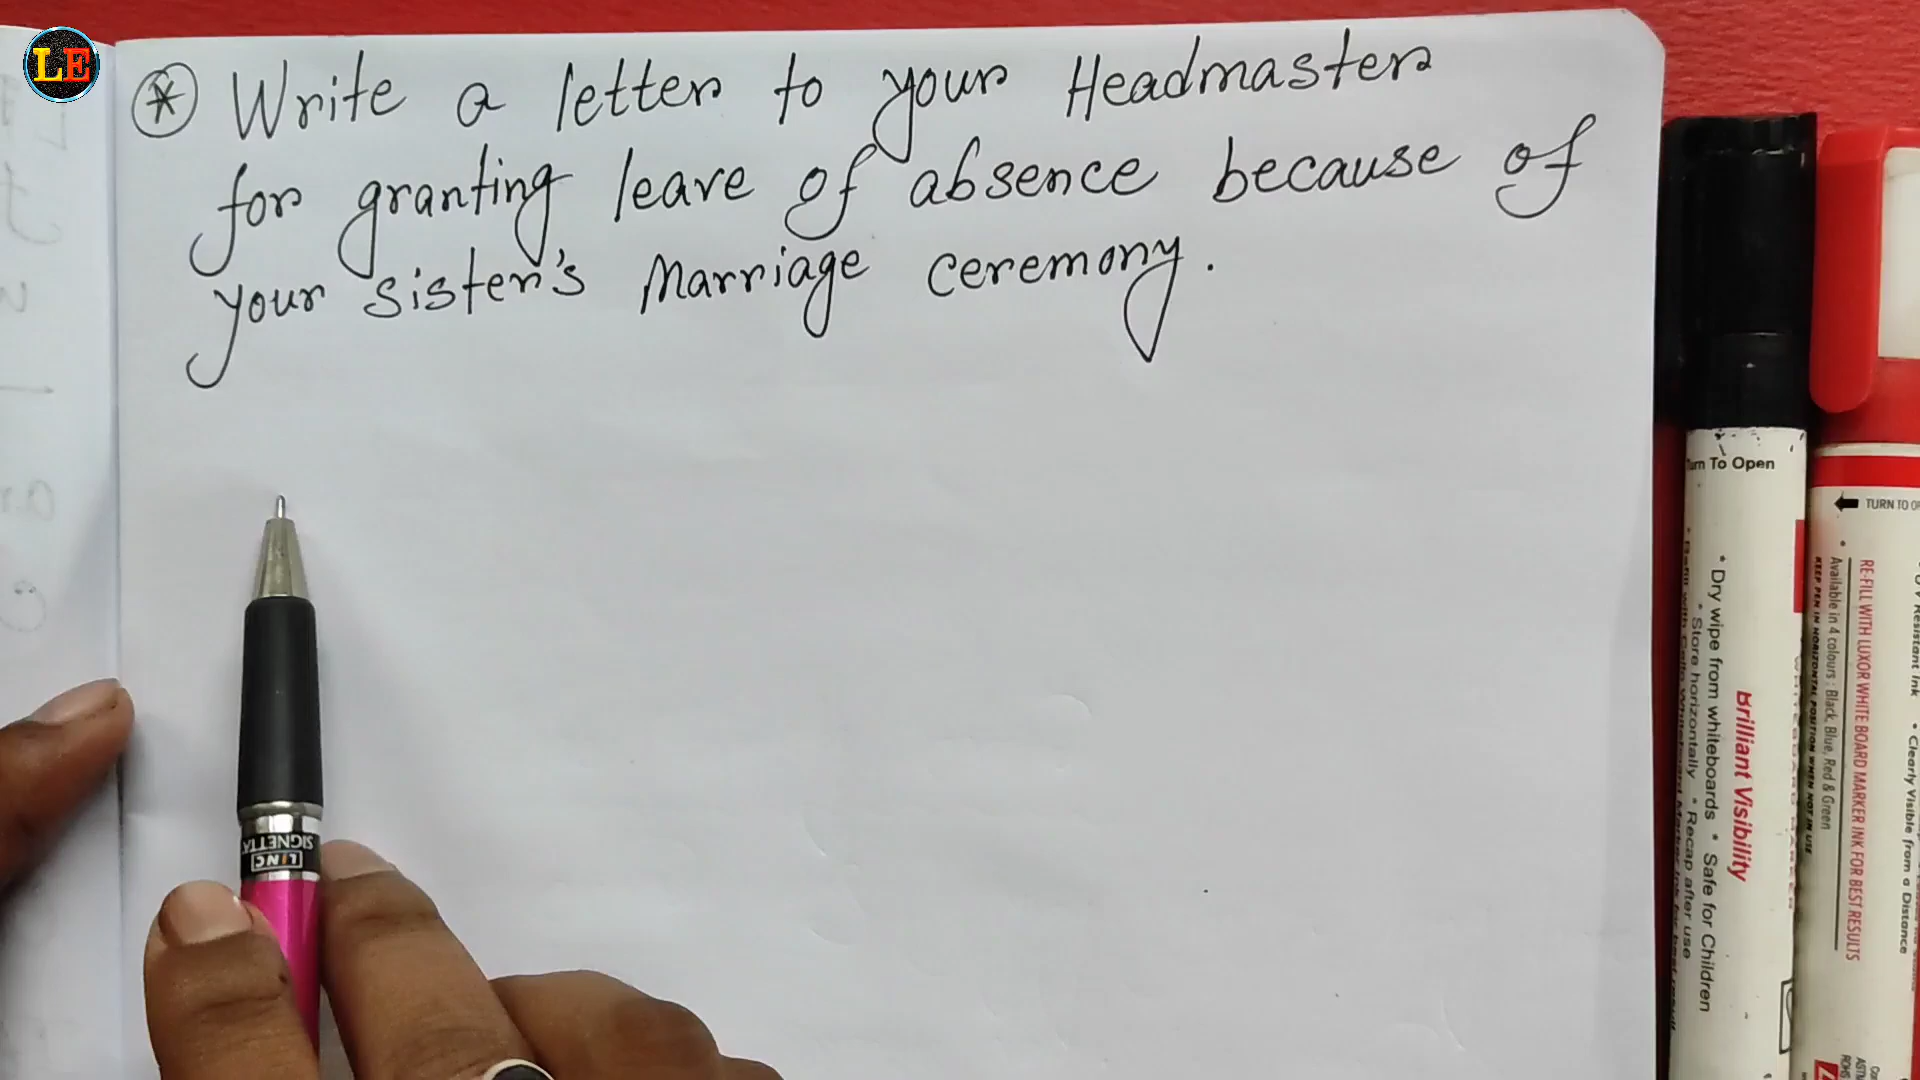 LE
Write a letter to your Headmaster
for granting leave of absence because of
your sister's Marriage ceremony.
LINC
SIGNETTA
Turn To Open
TURN TO
Brilliant Visibility
* Dry wipe from whiteboards * Safe for Children
* Store horizontally * Recap after use
RE-FILL WITH LUXOR WHITE BOARD MARKER INK FOR BEST RESULTS
Available in 4 colours : Black, Blue, Red & Green
KEEP PEN IN HORIZONTAL POSITION WHEN NOT IN USE
* Clearly Visible from a Distance